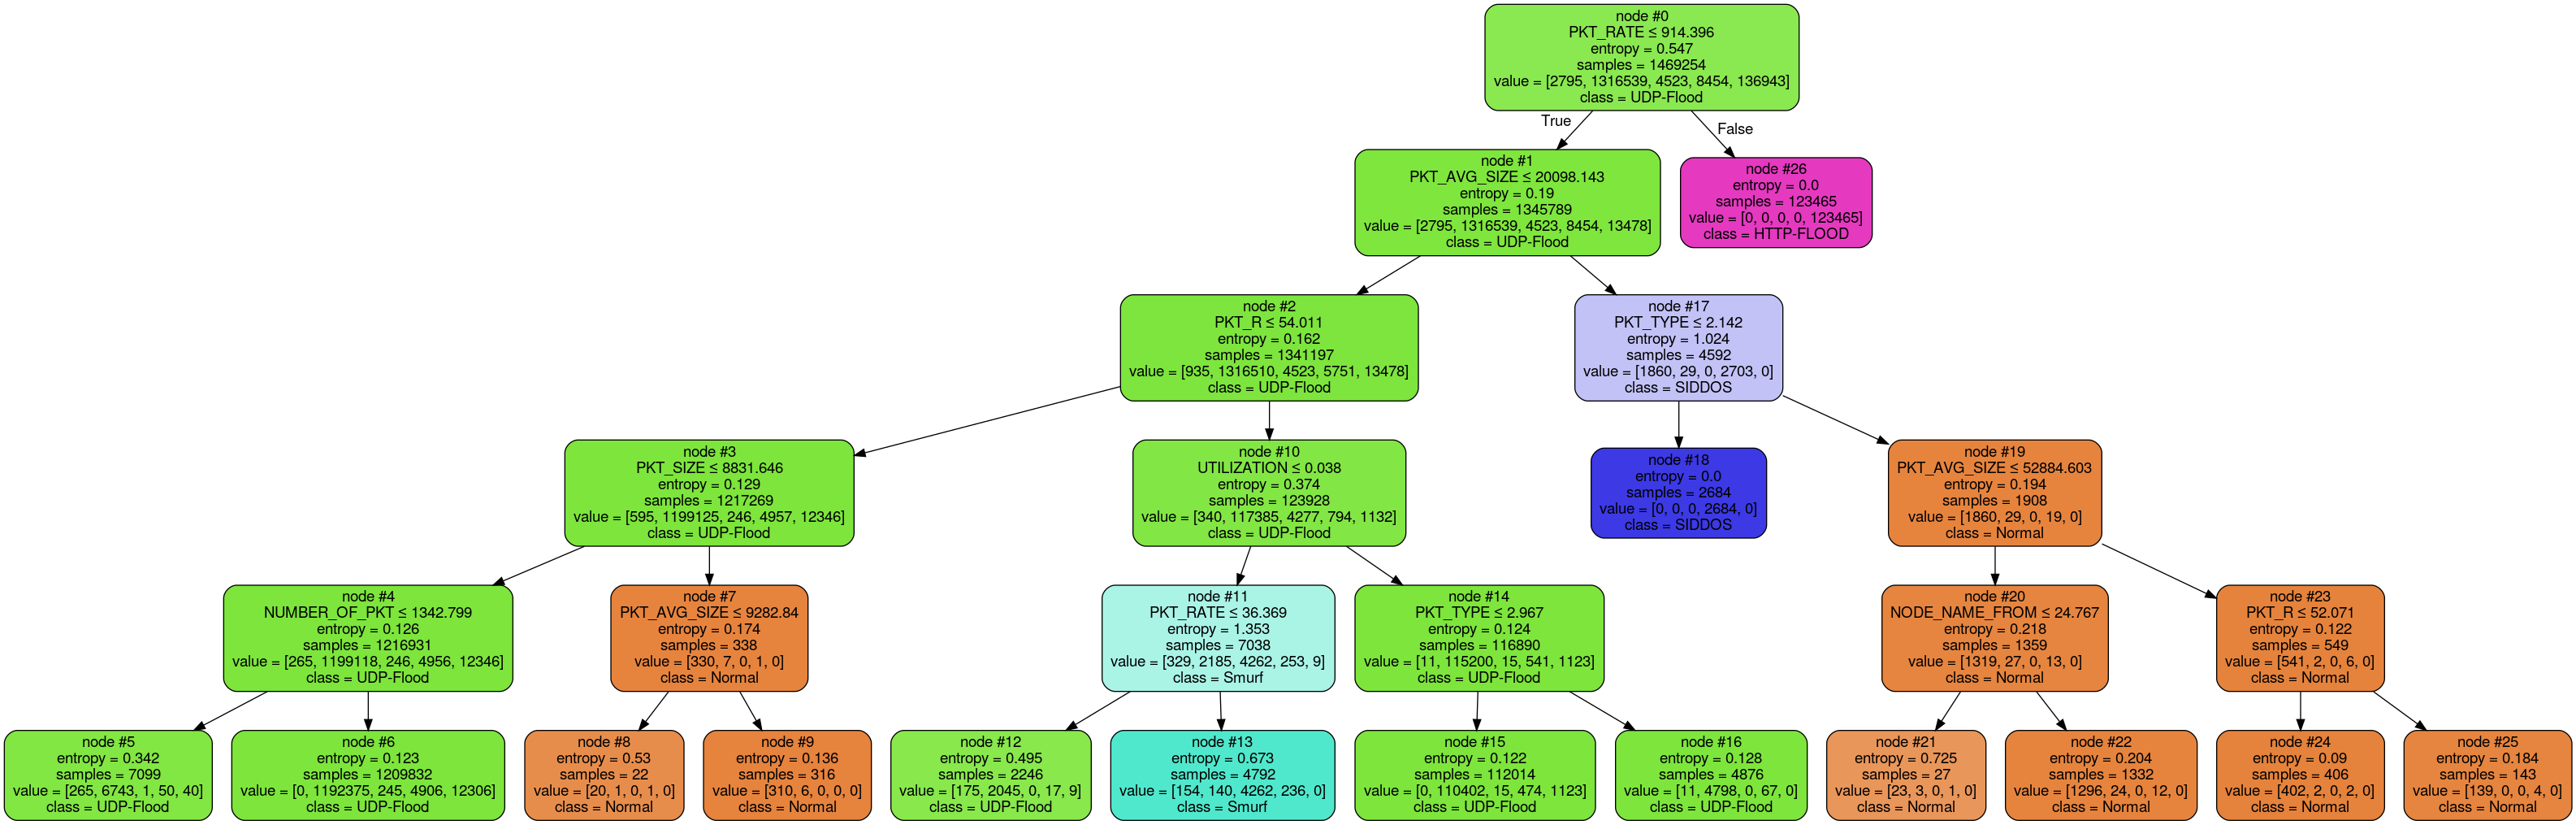 node #0
PKT_RATE ≤ 914.396
entropy = 0.547
samples = 1469254
value = [2795, 1316539, 4523, 8454, 136943]
class = UDP-Flood
True
False
node #1
PKT_AVG_SIZE ≤ 20098.143
entropy = 0.19
samples = 1345789
value = [2795, 1316539, 4523, 8454, 13478]
class = UDP-Flood
node #26
entropy = 0.0
samples = 123465
value = [0, 0, 0, 0, 123465]
class = HTTP-FLOOD
node #2
PKT_R ≤ 54.011
entropy = 0.162
samples = 1341197
value = [935, 1316510, 4523, 5751, 13478]
class = UDP-Flood
node #17
PKT_TYPE ≤ 2.142
entropy = 1.024
samples = 4592
value = [1860, 29, 0, 2703, 0]
class = SIDDOS
node #3
PKT_SIZE ≤ 8831.646
entropy = 0.129
samples = 1217269
value = [595, 1199125, 246, 4957, 12346]
class = UDP-Flood
node #10
UTILIZATION ≤ 0.038
entropy = 0.374
samples = 123928
value = [340, 117385, 4277, 794, 1132]
class = UDP-Flood
node #18
entropy = 0.0
samples = 2684
value = [0, 0, 0, 2684, 0]
class = SIDDOS
node #19
PKT_AVG_SIZE ≤ 52884.603
entropy = 0.194
samples = 1908
value = [1860, 29, 0, 19, 0]
class = Normal
node #4
NUMBER_OF_PKT ≤ 1342.799
entropy = 0.126
samples = 1216931
value = [265, 1199118, 246, 4956, 12346]
class = UDP-Flood
node #7
PKT_AVG_SIZE ≤ 9282.84
entropy = 0.174
samples = 338
value = [330, 7, 0, 1, 0]
class = Normal
node #11
PKT_RATE ≤ 36.369
entropy = 1.353
samples = 7038
value = [329, 2185, 4262, 253, 9]
class = Smurf
node #14
PKT_TYPE ≤ 2.967
entropy = 0.124
samples = 116890
value = [11, 115200, 15, 541, 1123]
class = UDP-Flood
node #20
NODE_NAME_FROM ≤ 24.767
entropy = 0.218
samples = 1359
value = [1319, 27, 0, 13, 0]
class = Normal
node #23
PKT_R ≤ 52.071
entropy = 0.122
samples = 549
value = [541, 2, 0, 6, 0]
class = Normal
node #5
entropy = 0.342
samples = 7099
value = [265, 6743, 1, 50, 40]
class = UDP-Flood
node #6
entropy = 0.123
samples = 1209832
value = [0, 1192375, 245, 4906, 12306]
class = UDP-Flood
node #8
entropy = 0.53
samples = 22
value = [20, 1, 0, 1, 0]
class = Normal
node #9
entropy = 0.136
samples = 316
value = [310, 6, 0, 0, 0]
class = Normal
node #12
entropy = 0.495
samples = 2246
value = [175, 2045, 0, 17, 9]
class = UDP-Flood
node #13
entropy = 0.673
samples = 4792
value = [154, 140, 4262, 236, 0]
class = Smurf
node #15
entropy = 0.122
samples = 112014
value = [0, 110402, 15, 474, 1123]
class = UDP-Flood
node #16
entropy = 0.128
samples = 4876
value = [11, 4798, 0, 67, 0]
class = UDP-Flood
node #21
entropy = 0.725
samples = 27
value = [23, 3, 0, 1, 0]
class = Normal
node #22
entropy = 0.204
samples = 1332
value = [1296, 24, 0, 12, 0]
class = Normal
node #24
entropy = 0.09
samples = 406
value = [402, 2, 0, 2, 0]
class = Normal
node #25
entropy = 0.184
samples = 143
value = [139, 0, 0, 4, 0]
class = Normal